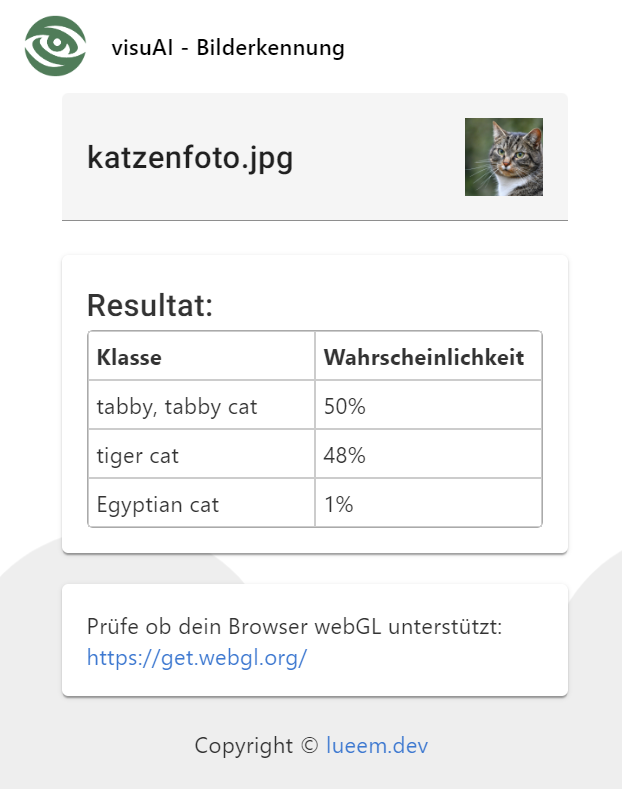 visuAI - Bilderkennung
katzenfoto.jpg
Resultat:
Klasse Wahrscheinlichkeit
tabby, tabby cat 50%
tiger cat 48%
Egyptian cat 1%
Prüfe ob dein Browser webGL unterstützt:
https://get.webgl.org/
Copyright © lueem.dev